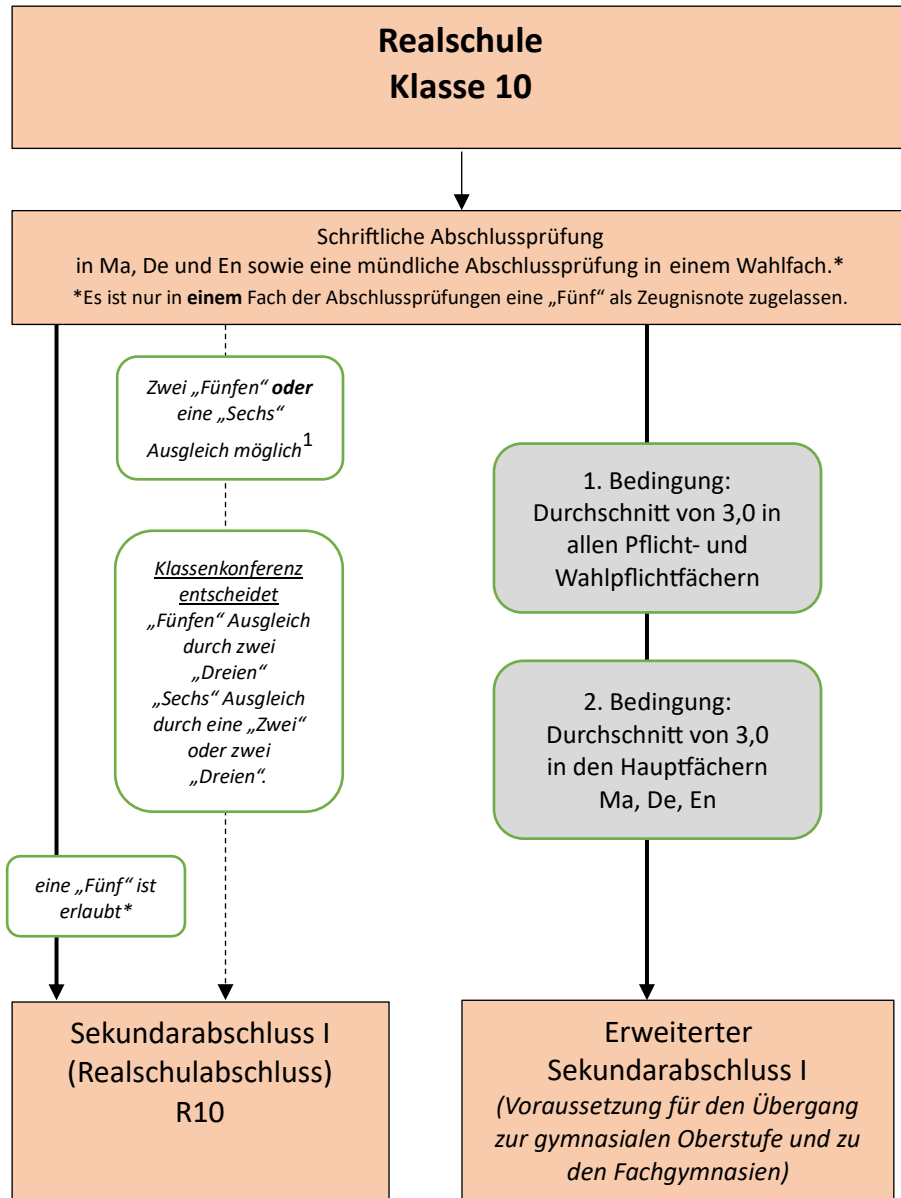 Realschule
Klasse 10
Schriftliche Abschlussprüfung
in Ma, De und En sowie eine mündliche Abschlussprüfung in einem Wahlfach.*
*Es ist nur in einem Fach der Abschlussprüfungen eine „Fünf“ als Zeugnisnote zugelassen.
Zwei „Fünfen“ oder
eine „Sechs“
Ausgleich möglich1
Klassenkonferenz
entscheidet
„Fünfen“ Ausgleich
durch zwei
„Dreien“
„Sechs“ Ausgleich
durch eine „Zwei“
oder zwei
„Dreien“.
eine „Fünf“ ist
erlaubt*
1. Bedingung:
Durchschnitt von 3,0 in
allen Pflicht- und
Wahlpflichtfächern
2. Bedingung:
Durchschnitt von 3,0
in den Hauptfächern
Ma, De, En
Sekundarabschluss I
(Realschulabschluss)
R10
Erweiterter
Sekundarabschluss I
(Voraussetzung für den Übergang
zur gymnasialen Oberstufe und zu
den Fachgymnasien)